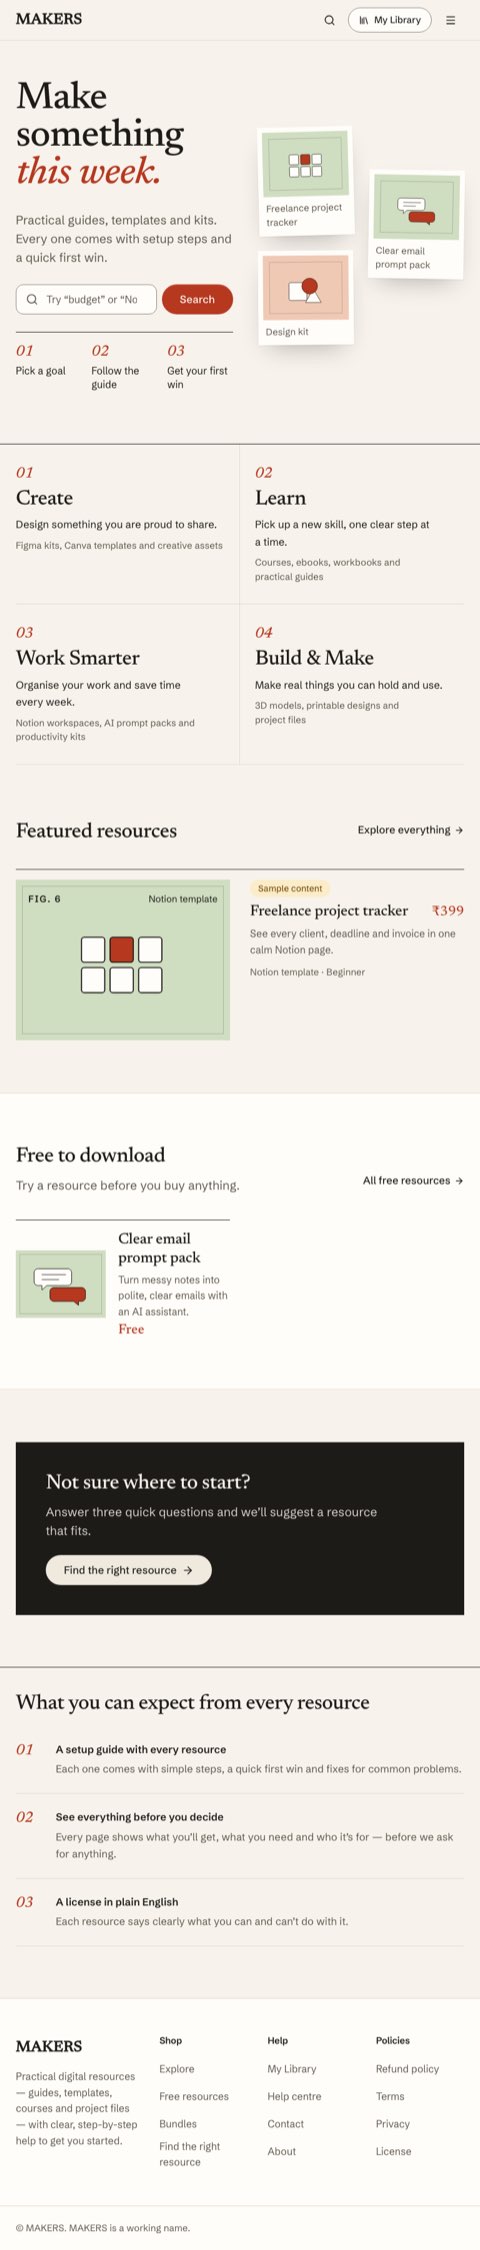 MAKERS
My Library
Make
something
this week.
Practical guides, templates and kits.
Every one comes with setup steps and
a quick first win.
Try “budget” or “No
Search
01
Pick a goal
02
Follow the
guide
03
Get your first
win
Freelance project
tracker
Clear email
prompt pack
Design kit
01
Create
Design something you are proud to share.
Figma kits, Canva templates and creative assets
02
Learn
Pick up a new skill, one clear step at
a time.
Courses, ebooks, workbooks and
practical guides
03
Work Smarter
Organise your work and save time
every week.
Notion workspaces, AI prompt packs and
productivity kits
04
Build & Make
Make real things you can hold and use.
3D models, printable designs and
project files
Featured resources
Explore everything →
FIG. 6
Notion template
Sample content
Freelance project tracker ₹399
See every client, deadline and invoice in one
calm Notion page.
Notion template · Beginner
Free to download
Try a resource before you buy anything.
All free resources →
Clear email
prompt pack
Turn messy notes into
polite, clear emails with
an AI assistant.
Free
Not sure where to start?
Answer three quick questions and we’ll suggest a resource
that fits.
Find the right resource →
What you can expect from every resource
01
A setup guide with every resource
Each one comes with simple steps, a quick first win and fixes for common problems.
02
See everything before you decide
Every page shows what you’ll get, what you need and who it’s for — before we ask
for anything.
03
A license in plain English
Each resource says clearly what you can and can’t do with it.
MAKERS
Practical digital resources
— guides, templates,
courses and project files
— with clear, step-by-step
help to get you started.
Shop
Explore
Free resources
Bundles
Find the right
resource
Help
My Library
Help centre
Contact
About
Policies
Refund policy
Terms
Privacy
License
© MAKERS. MAKERS is a working name.